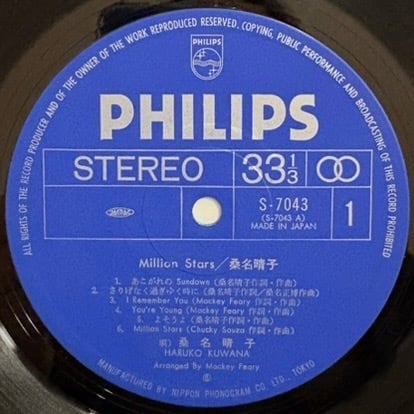 ALL RIGHTS OF THE RECORD PRODUCER AND OF THE OWNER OF THE WORK REPRODUCED RESERVED. COPYING, PUBLIC PERFORMANCE AND BROADCASTING OF THIS RECORD PROHIBITED
PHILIPS
PHILIPS
STEREO 33 1/3
S-7043
(S-7043 A)
MADE IN JAPAN
1
Million Stars/桑名晴子
1. あこがれの Sundown (桑名晴子作詞・作曲)
2. さりげなく過ぎゆく時に (桑名晴子作詞/桑名正博作曲)
3. I Remember You (Mackey Feary 作詞・作曲)
4. You're Young (Mackey Feary 作詞・作曲)
5. よそうよ (桑名晴子作詞・作曲)
6. Million Stars (Chucky Souza 作詞・作曲)
唄) 桑名晴子
HARUKO KUWANA
Arranged By Mackey Feary
MANUFACTURED BY NIPPON PHONOGRAM CO., LTD., TOKYO